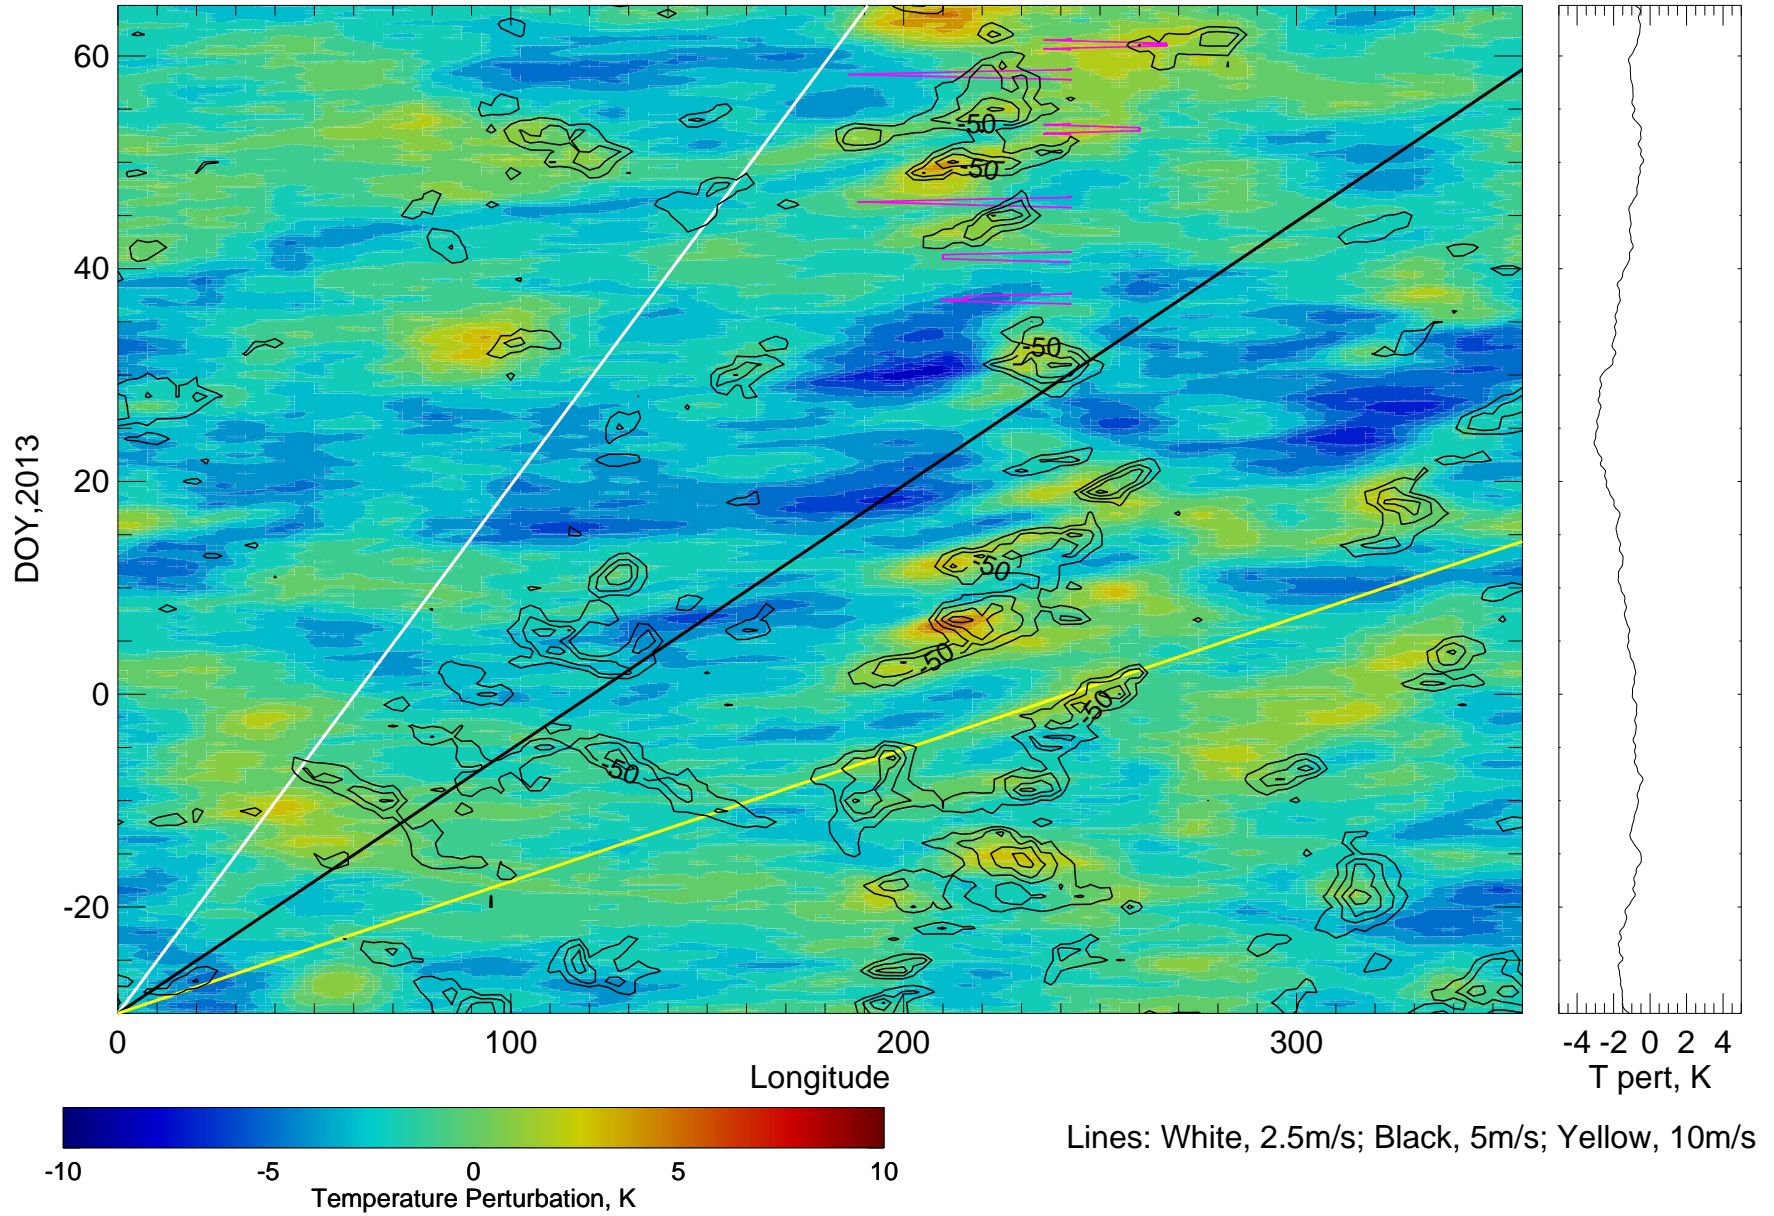 60
40
20
0
-20
DOY,2013
-50
-50
-50
-50
-50
-50
-50
0 100 200 300
Longitude
-4 -2 0 2 4
T pert, K
-10 -5 0 5 10
Temperature Perturbation, K
Lines: White, 2.5m/s; Black, 5m/s; Yellow, 10m/s